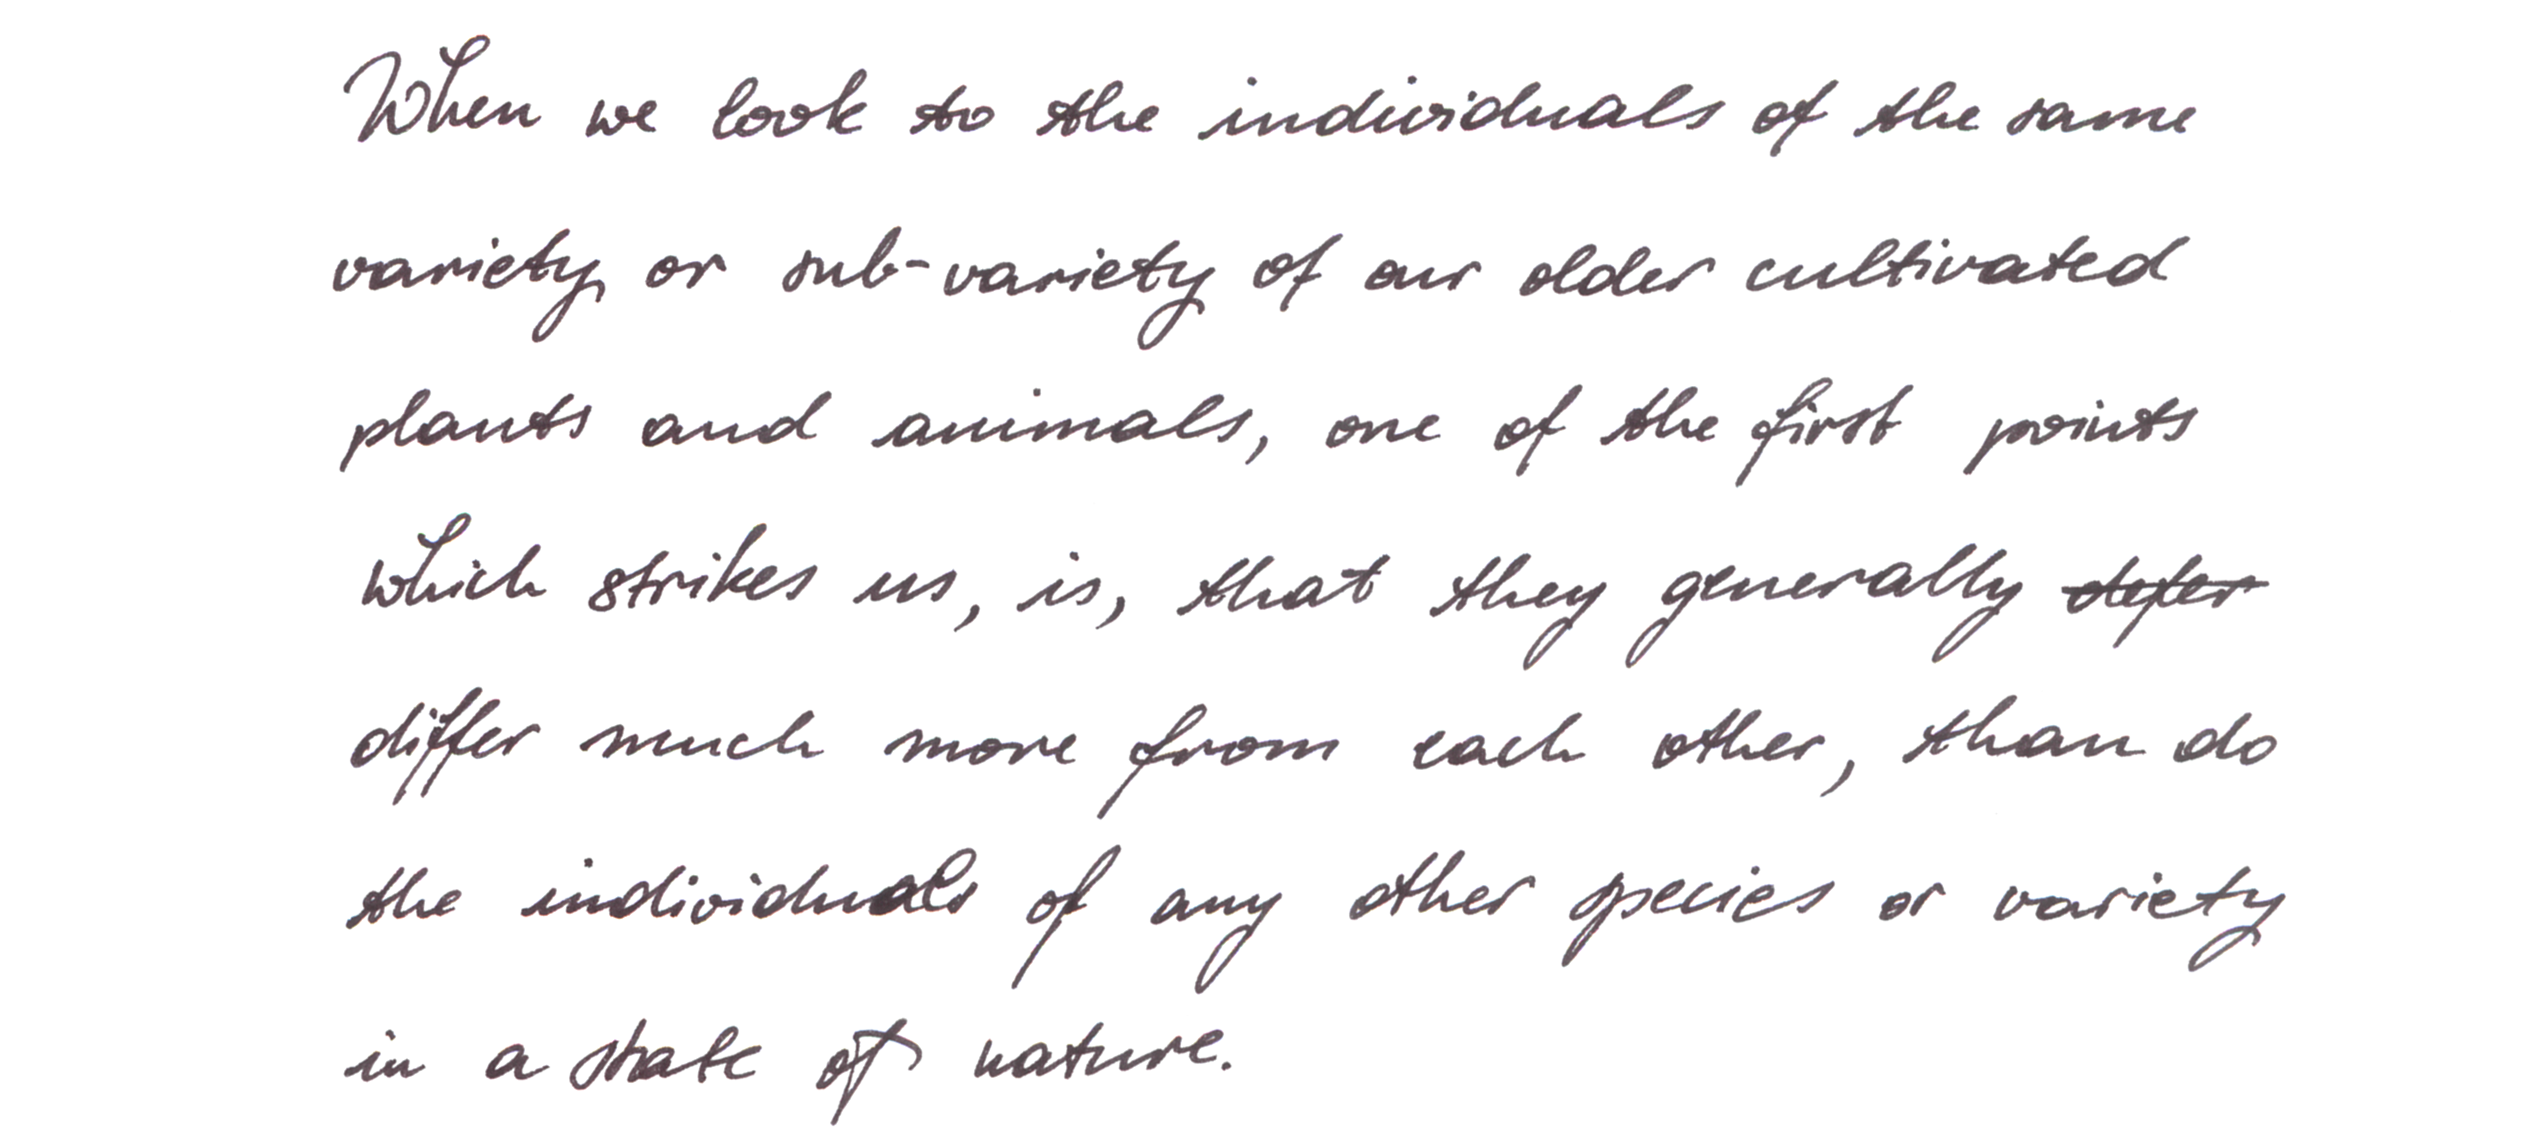 When we look to the individuals of the same
variety or sub-variety of our older cultivated
plants and animals, one of the first points
which strikes us, is, that they generally defer
differ much more from each other, than do
the individuals of any other species or variety
in a state of nature.